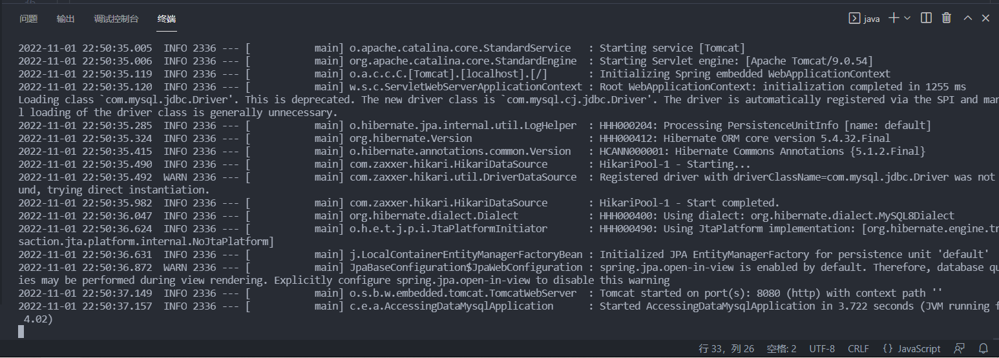 36
问题 输出 调试控制台 终端 java
2022-11-01 22:50:35.005  INFO 2336 --- [           main] o.apache.catalina.core.StandardService   : Starting service [Tomcat]
2022-11-01 22:50:35.006  INFO 2336 --- [           main] org.apache.catalina.core.StandardEngine  : Starting Servlet engine: [Apache Tomcat/9.0.54]
2022-11-01 22:50:35.119  INFO 2336 --- [           main] o.a.c.c.C.[Tomcat].[localhost].[/]       : Initializing Spring embedded WebApplicationContext
2022-11-01 22:50:35.120  INFO 2336 --- [           main] w.s.c.ServletWebServerApplicationContext : Root WebApplicationContext: initialization completed in 1255 ms
Loading class `com.mysql.jdbc.Driver'. This is deprecated. The new driver class is `com.mysql.cj.jdbc.Driver'. The driver is automatically registered via the SPI and man
l loading of the driver class is generally unnecessary.
2022-11-01 22:50:35.285  INFO 2336 --- [           main] o.hibernate.jpa.internal.util.LogHelper  : HHH000204: Processing PersistenceUnitInfo [name: default]
2022-11-01 22:50:35.324  INFO 2336 --- [           main] org.hibernate.Version                    : HHH000412: Hibernate ORM core version 5.4.32.Final
2022-11-01 22:50:35.415  INFO 2336 --- [           main] o.hibernate.annotations.common.Version   : HCANN000001: Hibernate Commons Annotations {5.1.2.Final}
2022-11-01 22:50:35.490  INFO 2336 --- [           main] com.zaxxer.hikari.HikariDataSource       : HikariPool-1 - Starting...
2022-11-01 22:50:35.492  WARN 2336 --- [           main] com.zaxxer.hikari.util.DriverDataSource  : Registered driver with driverClassName=com.mysql.jdbc.Driver was not
und, trying direct instantiation.
2022-11-01 22:50:35.982  INFO 2336 --- [           main] com.zaxxer.hikari.HikariDataSource       : HikariPool-1 - Start completed.
2022-11-01 22:50:36.047  INFO 2336 --- [           main] org.hibernate.dialect.Dialect            : HHH000400: Using dialect: org.hibernate.dialect.MySQL8Dialect
2022-11-01 22:50:36.624  INFO 2336 --- [           main] o.h.e.t.j.p.i.JtaPlatformInitiator       : HHH000490: Using JtaPlatform implementation: [org.hibernate.engine.tr
saction.jta.platform.internal.NoJtaPlatform]
2022-11-01 22:50:36.631  INFO 2336 --- [           main] j.LocalContainerEntityManagerFactoryBean : Initialized JPA EntityManagerFactory for persistence unit 'default'
2022-11-01 22:50:36.872  WARN 2336 --- [           main] JpaBaseConfiguration$JpaWebConfiguration : spring.jpa.open-in-view is enabled by default. Therefore, database qu
ies may be performed during view rendering. Explicitly configure spring.jpa.open-in-view to disable this warning
2022-11-01 22:50:37.149  INFO 2336 --- [           main] o.s.b.w.embedded.tomcat.TomcatWebServer  : Tomcat started on port(s): 8080 (http) with context path ''
2022-11-01 22:50:37.157  INFO 2336 --- [           main] c.e.a.AccessingDataMysqlApplication      : Started AccessingDataMysqlApplication in 3.722 seconds (JVM running f
4.02)
行 33，列 26 空格: 2 UTF-8 CRLF {} JavaScript